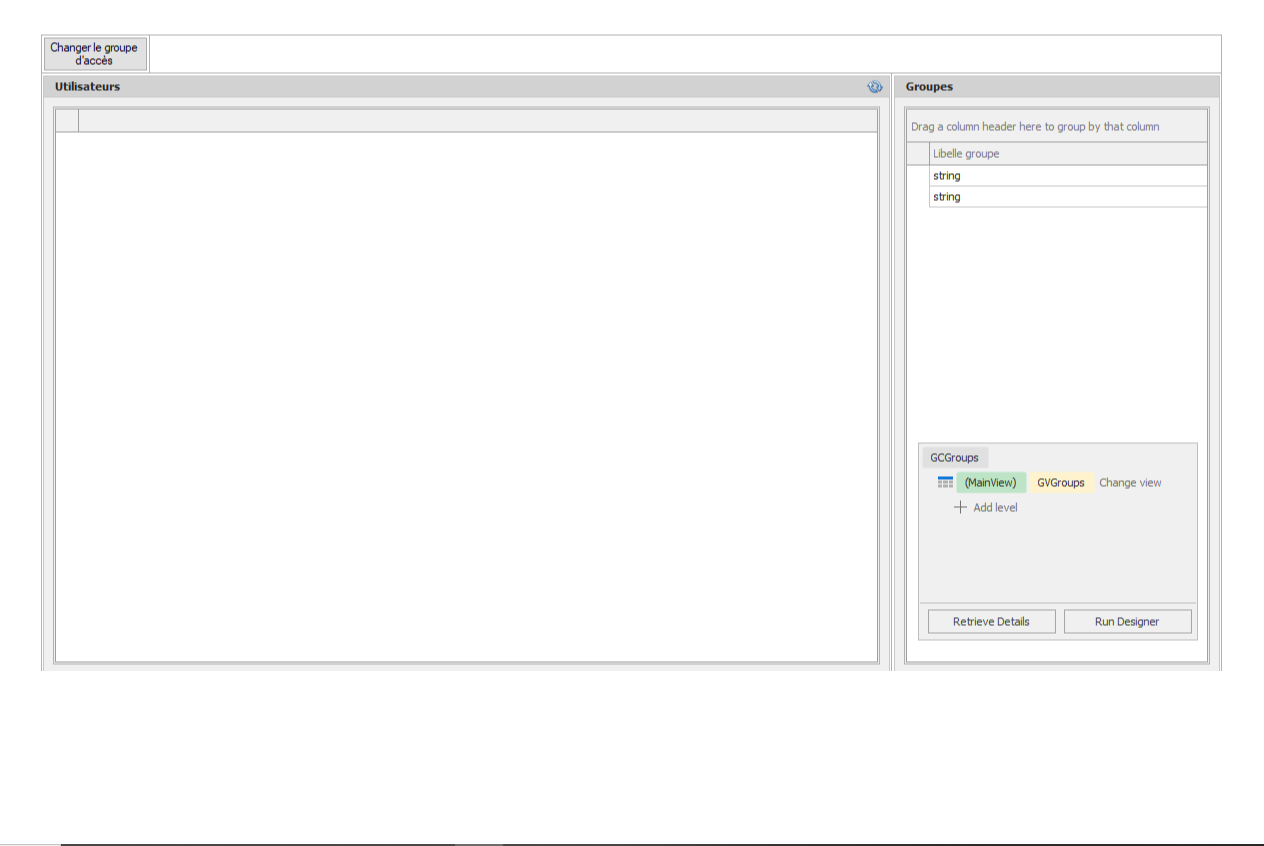 Changer le groupe
d'accès
Utilisateurs
Groupes
Drag a column header here to group by that column
Libelle groupe
string
string
GCGroups
(MainView) GVGroups Change view
Add level
Retrieve Details Run Designer